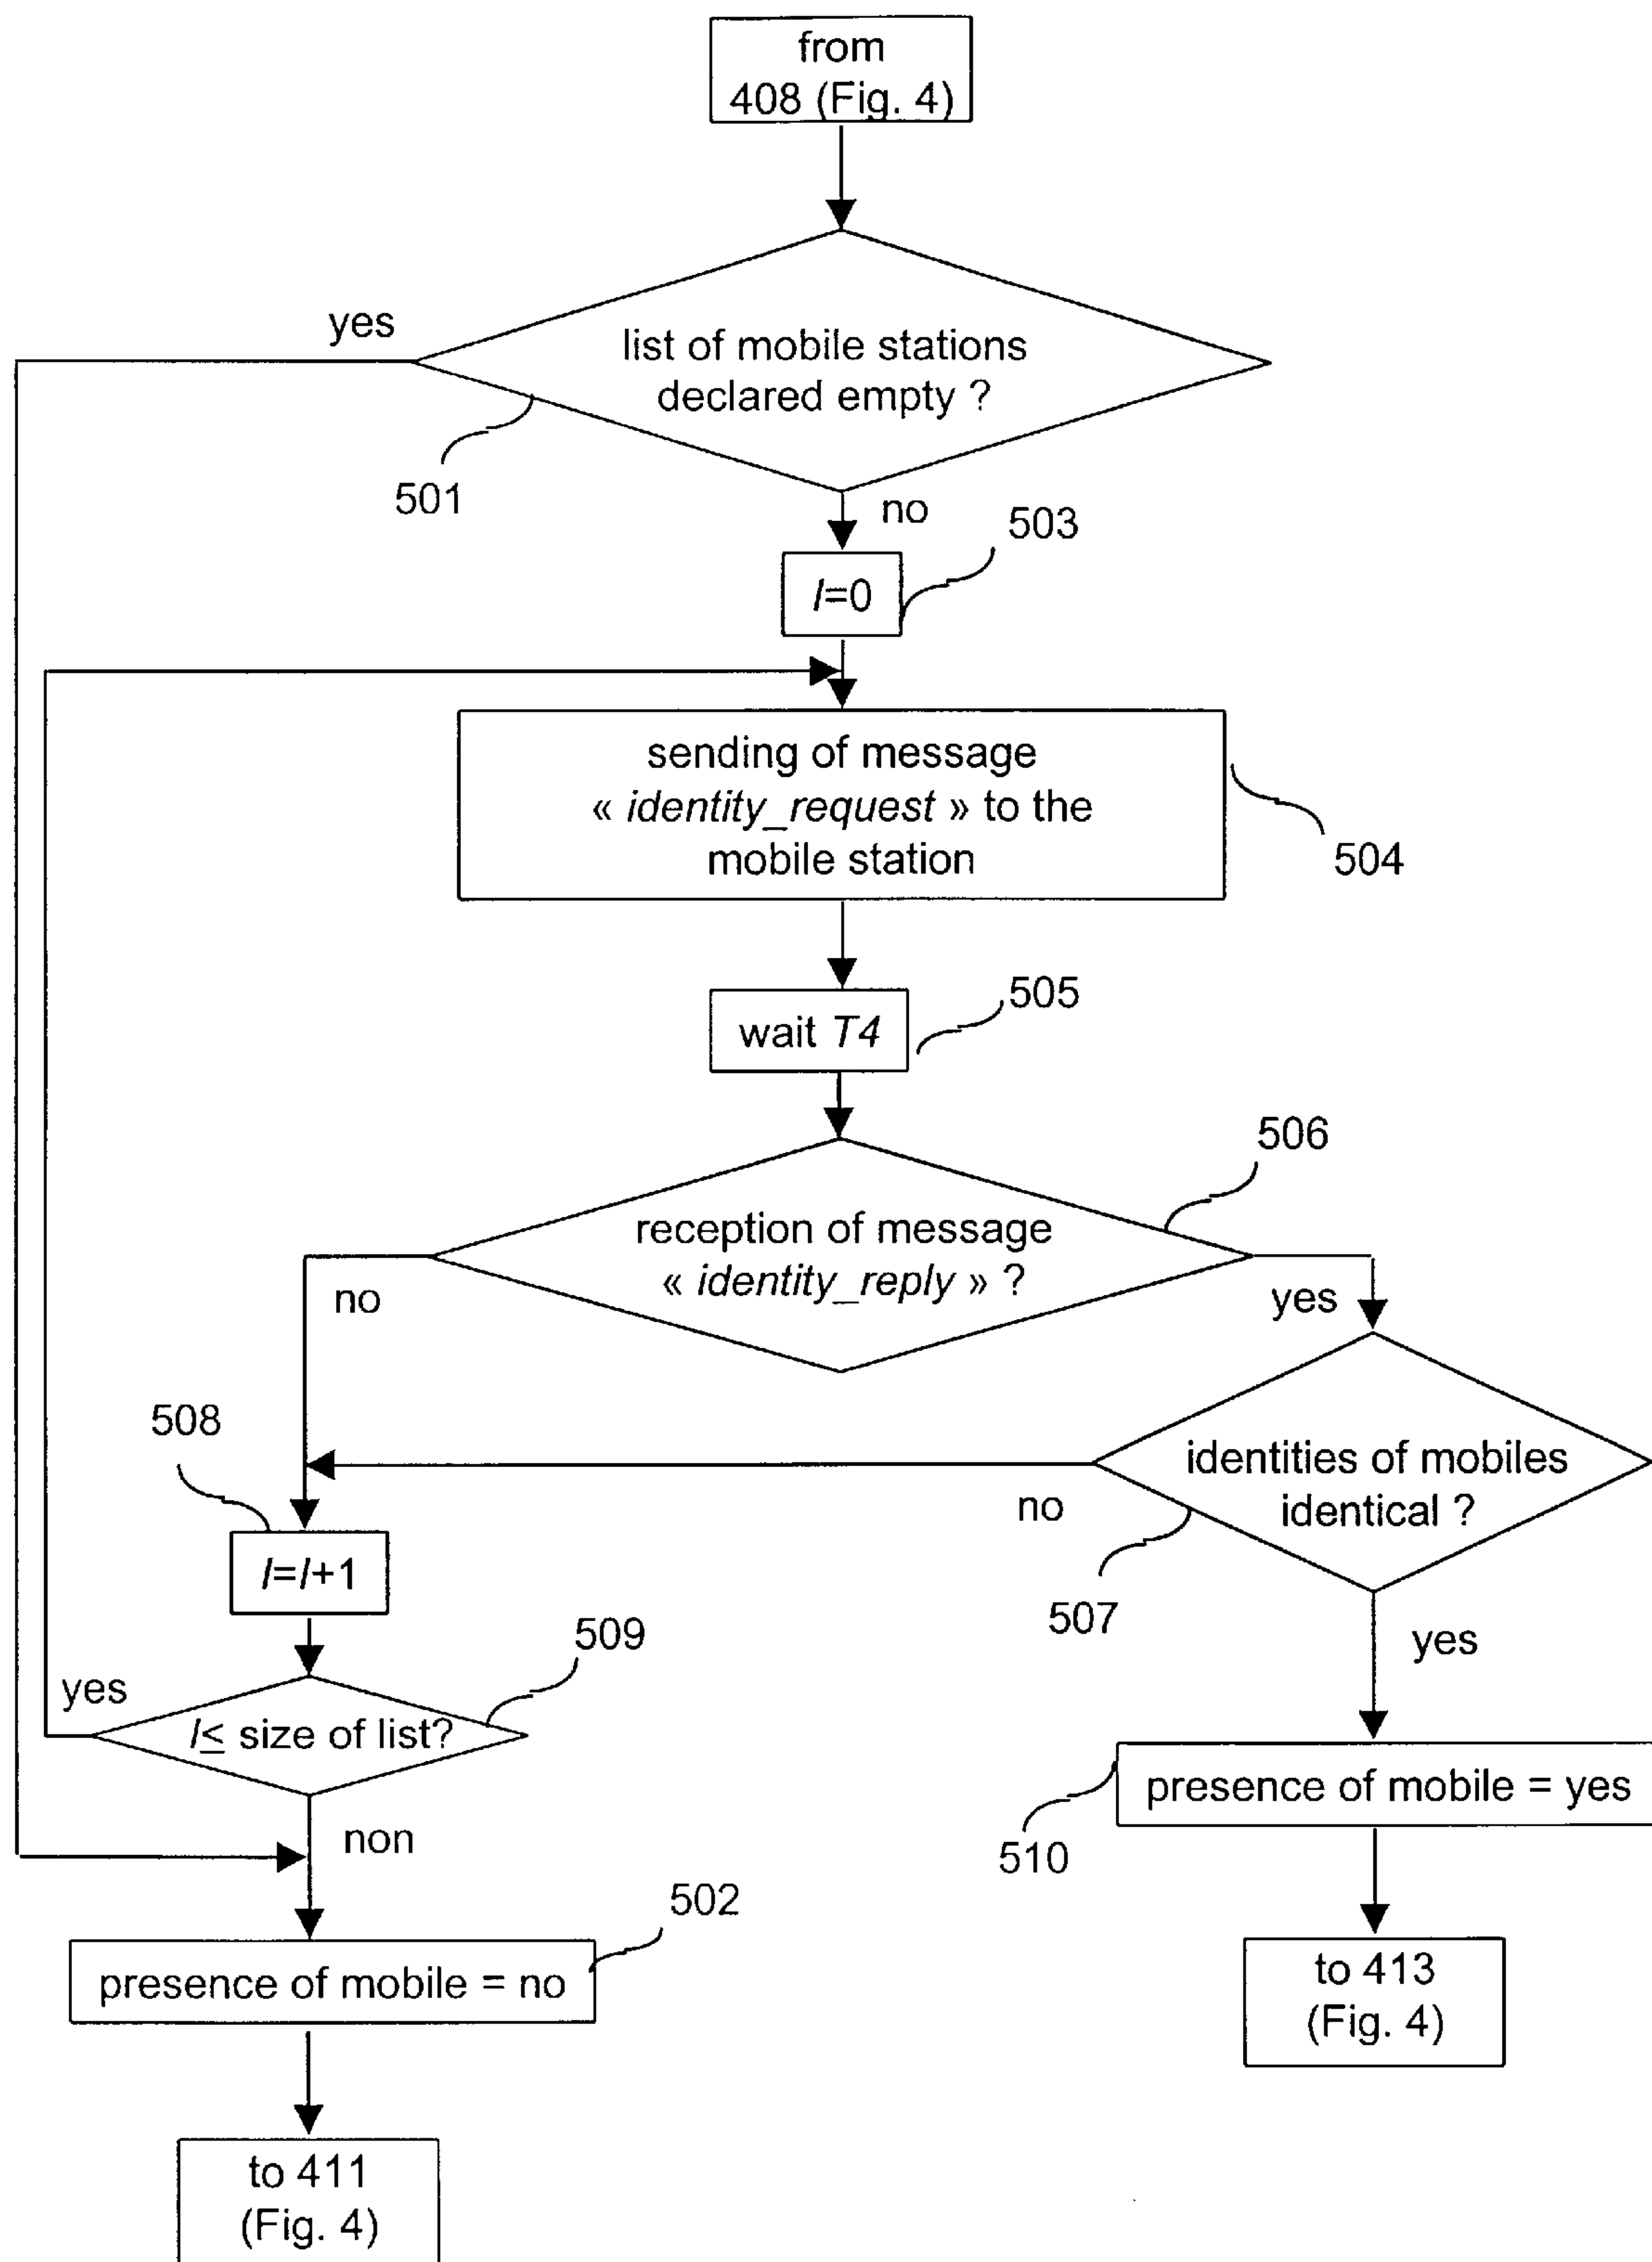 from
408 (Fig. 4)
yes
list of mobile stations
declared empty ?
501
no
503
I=0
sending of message
« identity_request » to the
mobile station
504
505
wait T4
506
reception of message
« identity_reply » ?
no
yes
508
identities of mobiles
identical ?
no
507
I=I+1
509
yes
yes
I≤ size of list?
presence of mobile = yes
non
510
502
presence of mobile = no
to 413
(Fig. 4)
to 411
(Fig. 4)